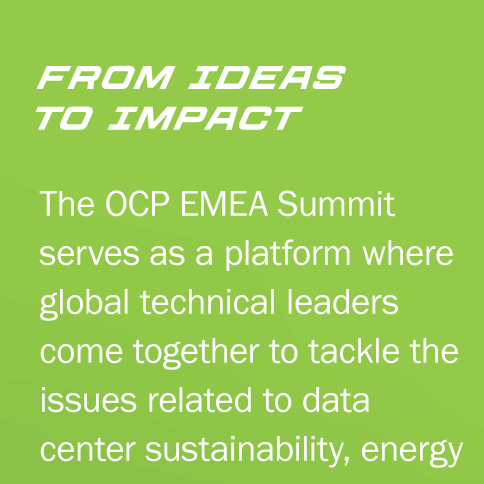 FROM IDEAS
TO IMPACT
The OCP EMEA Summit
serves as a platform where
global technical leaders
come together to tackle the
issues related to data
center sustainability, energy